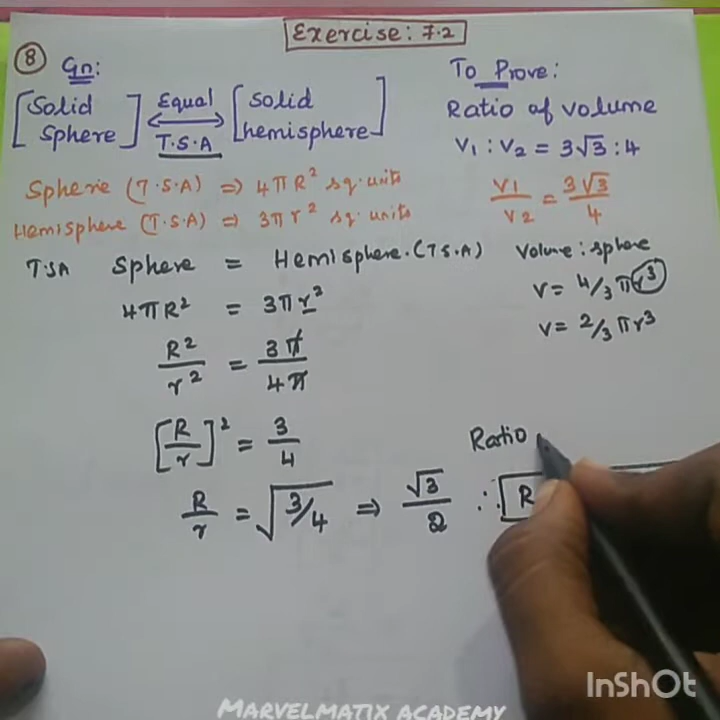 Exercise: 7.2
8 Gn:
[Solid Sphere] Equal T.S.A [Solid hemisphere]
To Prove:
Ratio of volume
V1 : V2 = 3√3 : 4
V1/V2 = 3√3/4
Sphere (T.S.A) ⇒ 4πR² sq. units
Hemisphere (T.S.A) ⇒ 3πr² sq. units
TSA Sphere = Hemisphere. (TSA)
4πR² = 3πr²
R²/r² = 3π/4π
[R/r]² = 3/4
R/r = √3/4 ⇒ √3/2 ∴ R
Volume: sphere
V = 4/3 πr³
V = 2/3 πr³
Ratio
InShOt
MARVELMATIX ACADEMY